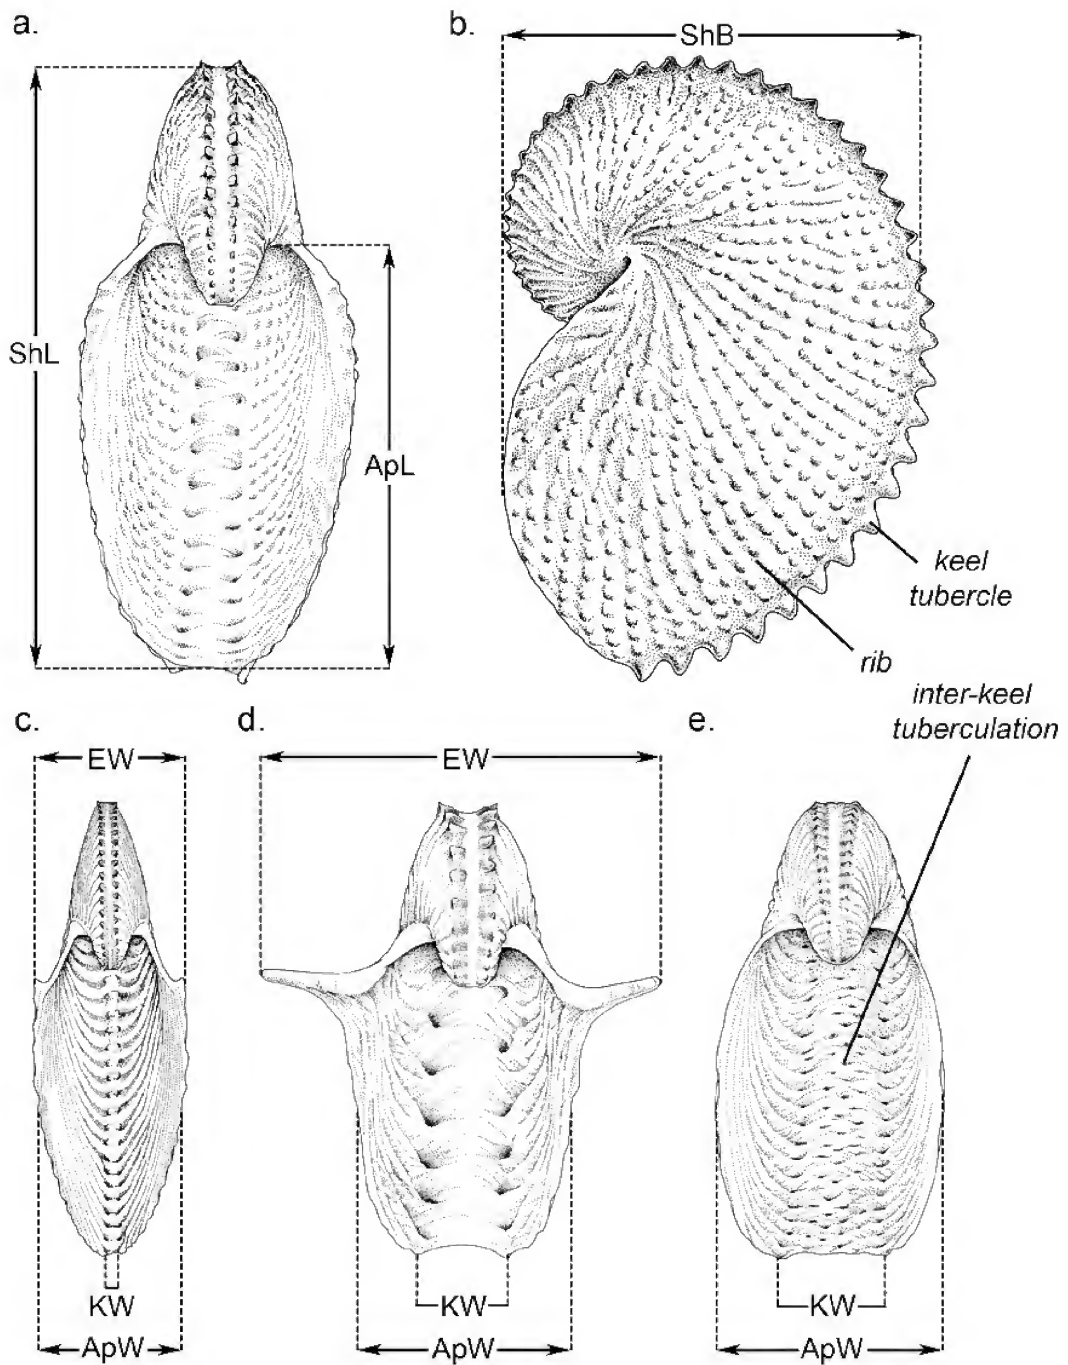 a.
b.
ShB
ShL
ApL
keel
tubercle
rib
inter-keel
tuberculation
c.
d.
e.
EW
EW
KW
KW
KW
ApW
ApW
ApW